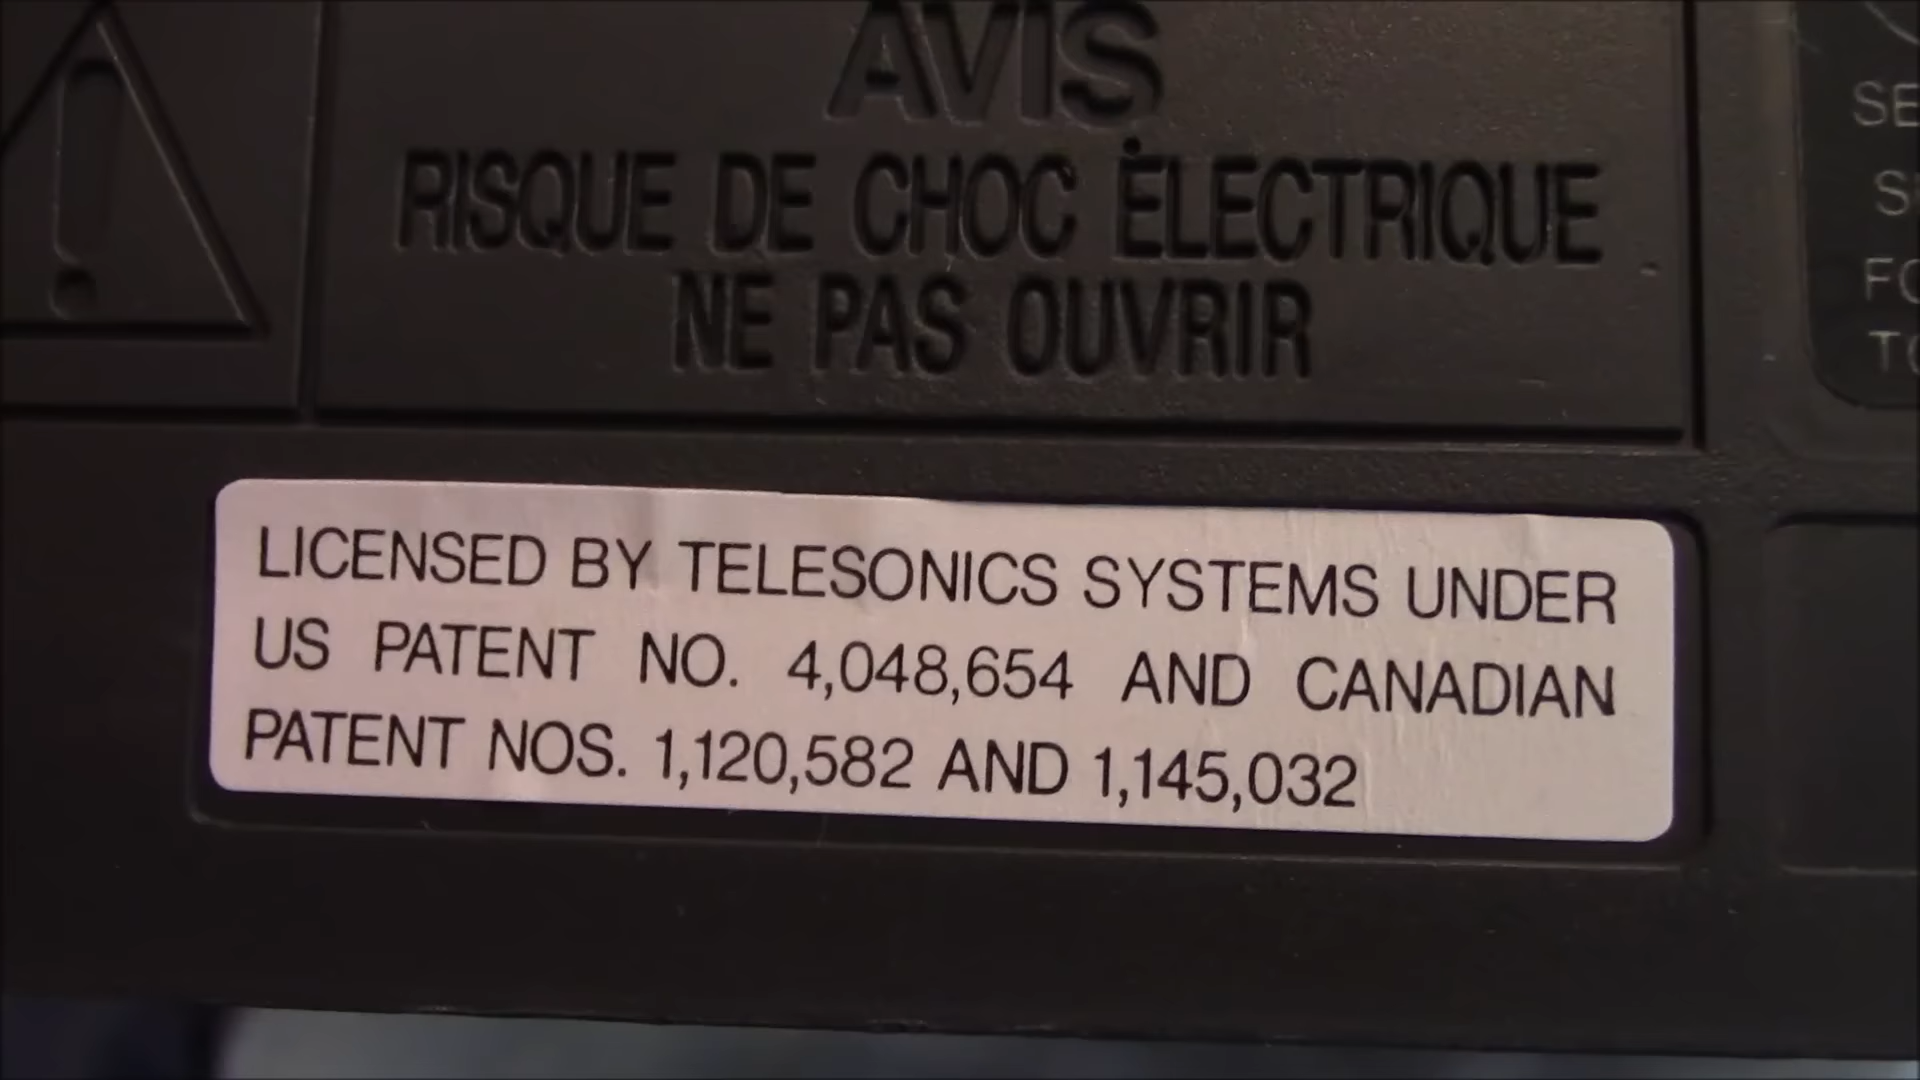 AVIS
RISQUE DE CHOC ÉLECTRIQUE
NE PAS OUVRIR
LICENSED BY TELESONICS SYSTEMS UNDER
US PATENT NO. 4,048,654 AND CANADIAN
PATENT NOS. 1,120,582 AND 1,145,032